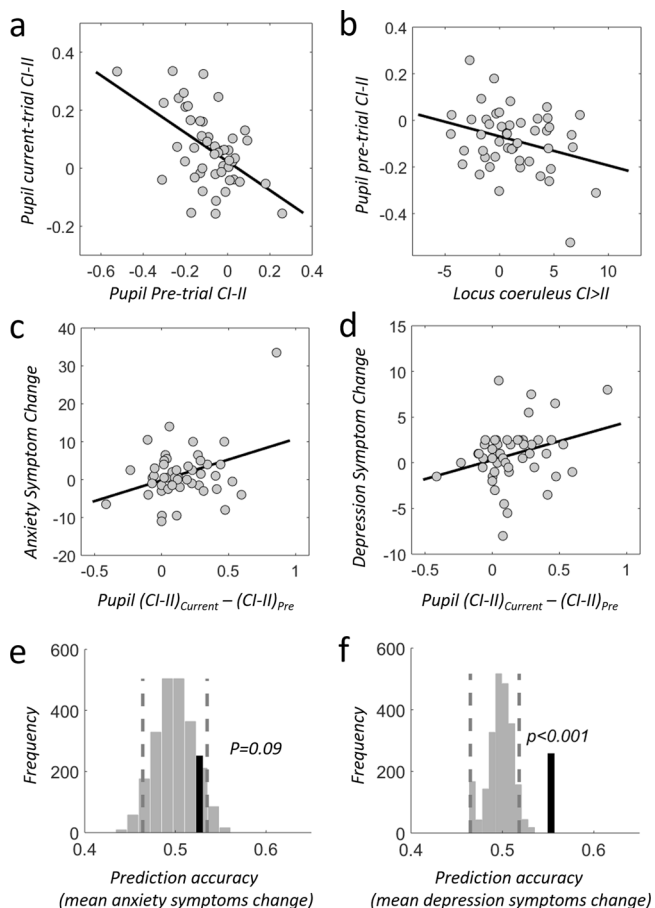 a
Pupil current-trial CI-II
0.4
0.2
0
-0.2
-0.6 -0.4 -0.2 0 0.2 0.4
Pupil Pre-trial CI-II
b
Pupil pre-trial CI-II
0.4
0.2
0
-0.2
-0.4
-5 0 5 10
Locus coeruleus CI>II
c
Anxiety Symptom Change
40
30
20
10
0
-10
-20
-0.5 0 0.5 1
Pupil (CI-II)Current – (CI-II)Pre
d
Depression Symptom Change
15
10
5
0
-5
-10
-0.5 0 0.5 1
Pupil (CI-II)Current – (CI-II)Pre
e
Frequency
600
400
200
0
P=0.09
0.4 0.5 0.6
Prediction accuracy
(mean anxiety symptoms change)
f
Frequency
600
400
200
0
p<0.001
0.4 0.5 0.6
Prediction accuracy
(mean depression symptoms change)